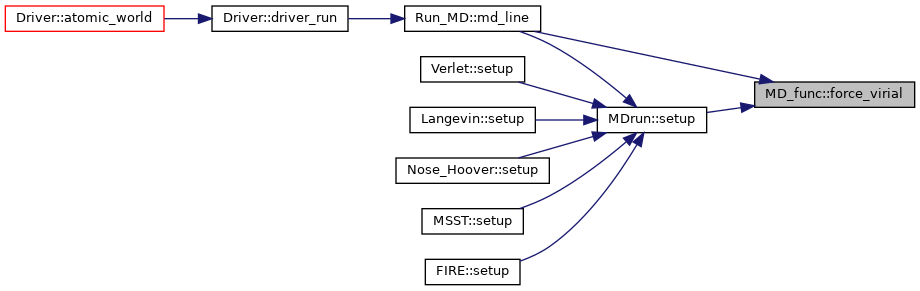 Driver::atomic_world
Driver::driver_run
Run_MD::md_line
Verlet::setup
MD_func::force_virial
Langevin::setup
MDrun::setup
Nose_Hoover::setup
MSST::setup
FIRE::setup